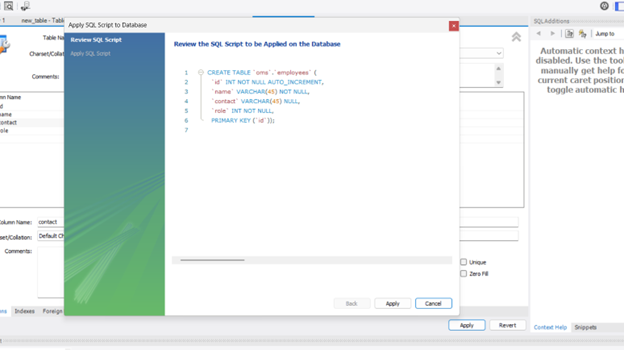 1
new_table - Table
Apply SQL Script to Database
SQLAdditions
Jump to
Table Na
Charset/Collation:
Comments:
Review SQL Script
Apply SQL Script
Review the SQL Script to be Applied on the Database
1 CREATE TABLE `oms`.`employees` (
2 `id` INT NOT NULL AUTO_INCREMENT,
3 `name` VARCHAR(45) NOT NULL,
4 `contact` VARCHAR(45) NULL,
5 `role` INT NOT NULL,
6 PRIMARY KEY (`id`));
7
Automatic context h
disabled. Use the tool
manually get help fo
current caret position
toggle automatic h
umn Name
d
name
contact
role
Column Name: contact
set/Collation: Default Ch
Comments:
Unique
Zero Fill
Back
Apply
Cancel
ns
Indexes
Foreign
Apply
Revert
Context Help
Snippets